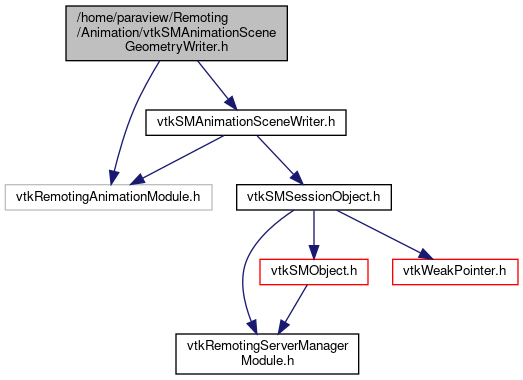 /home/paraview/Remoting
/Animation/vtkSMAnimationScene
GeometryWriter.h
vtkSMAnimationSceneWriter.h
vtkRemotingAnimationModule.h
vtkSMSessionObject.h
vtkSMObject.h
vtkWeakPointer.h
vtkRemotingServerManager
Module.h